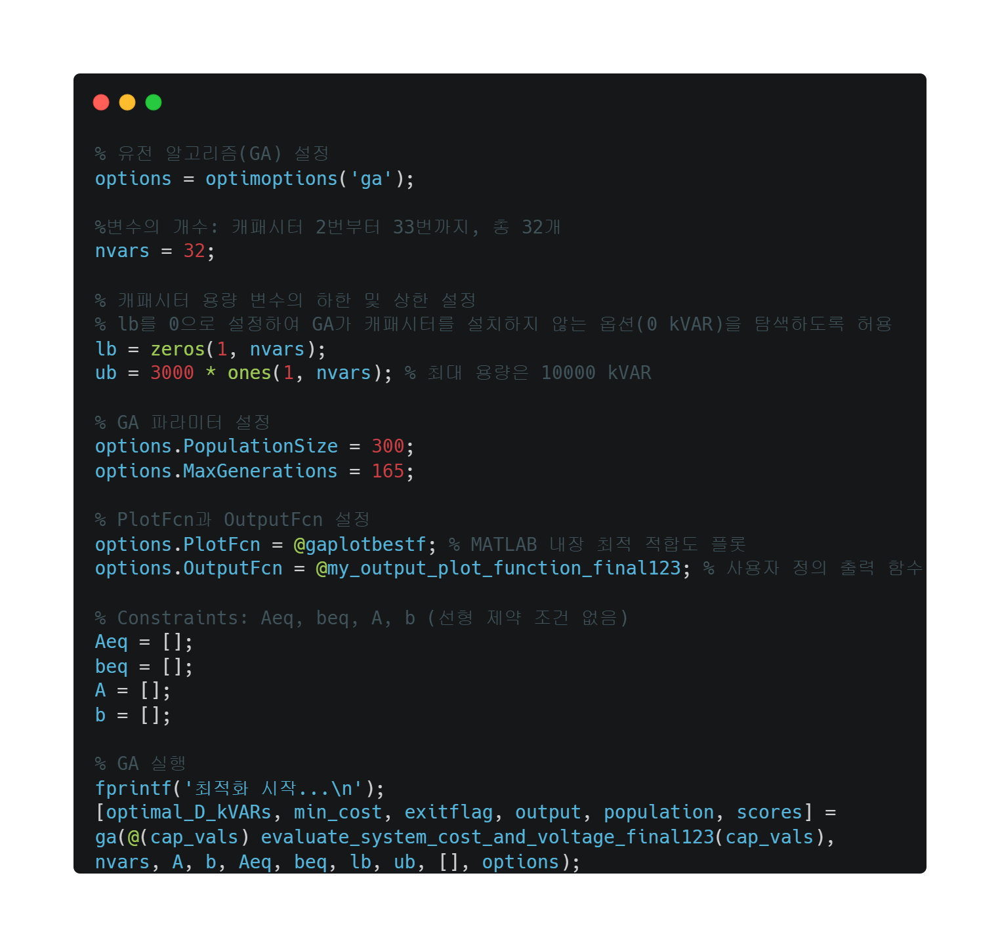 % 유전 알고리즘(GA) 설정
options = optimoptions('ga');
%변수의 개수: 캐패시터 2번부터 33번까지, 총 32개
nvars = 32;
% 캐패시터 용량 변수의 하한 및 상한 설정
% lb를 0으로 설정하여 GA가 캐패시터를 설치하지 않는 옵션(0 kVAR)을 탐색하도록 허용
lb = zeros(1, nvars);
ub = 3000 * ones(1, nvars); % 최대 용량은 10000 kVAR
% GA 파라미터 설정
options.PopulationSize = 300;
options.MaxGenerations = 165;
% PlotFcn과 OutputFcn 설정
options.PlotFcn = @gaplotbestf; % MATLAB 내장 최적 적합도 플롯
options.OutputFcn = @my_output_plot_function_final123; % 사용자 정의 출력 함수
% Constraints: Aeq, beq, A, b (선형 제약 조건 없음)
Aeq = [];
beq = [];
A = [];
b = [];
% GA 실행
fprintf('최적화 시작...\n');
[optimal_D_kVARs, min_cost, exitflag, output, population, scores] =
ga(@(cap_vals) evaluate_system_cost_and_voltage_final123(cap_vals),
nvars, A, b, Aeq, beq, lb, ub, [], options);